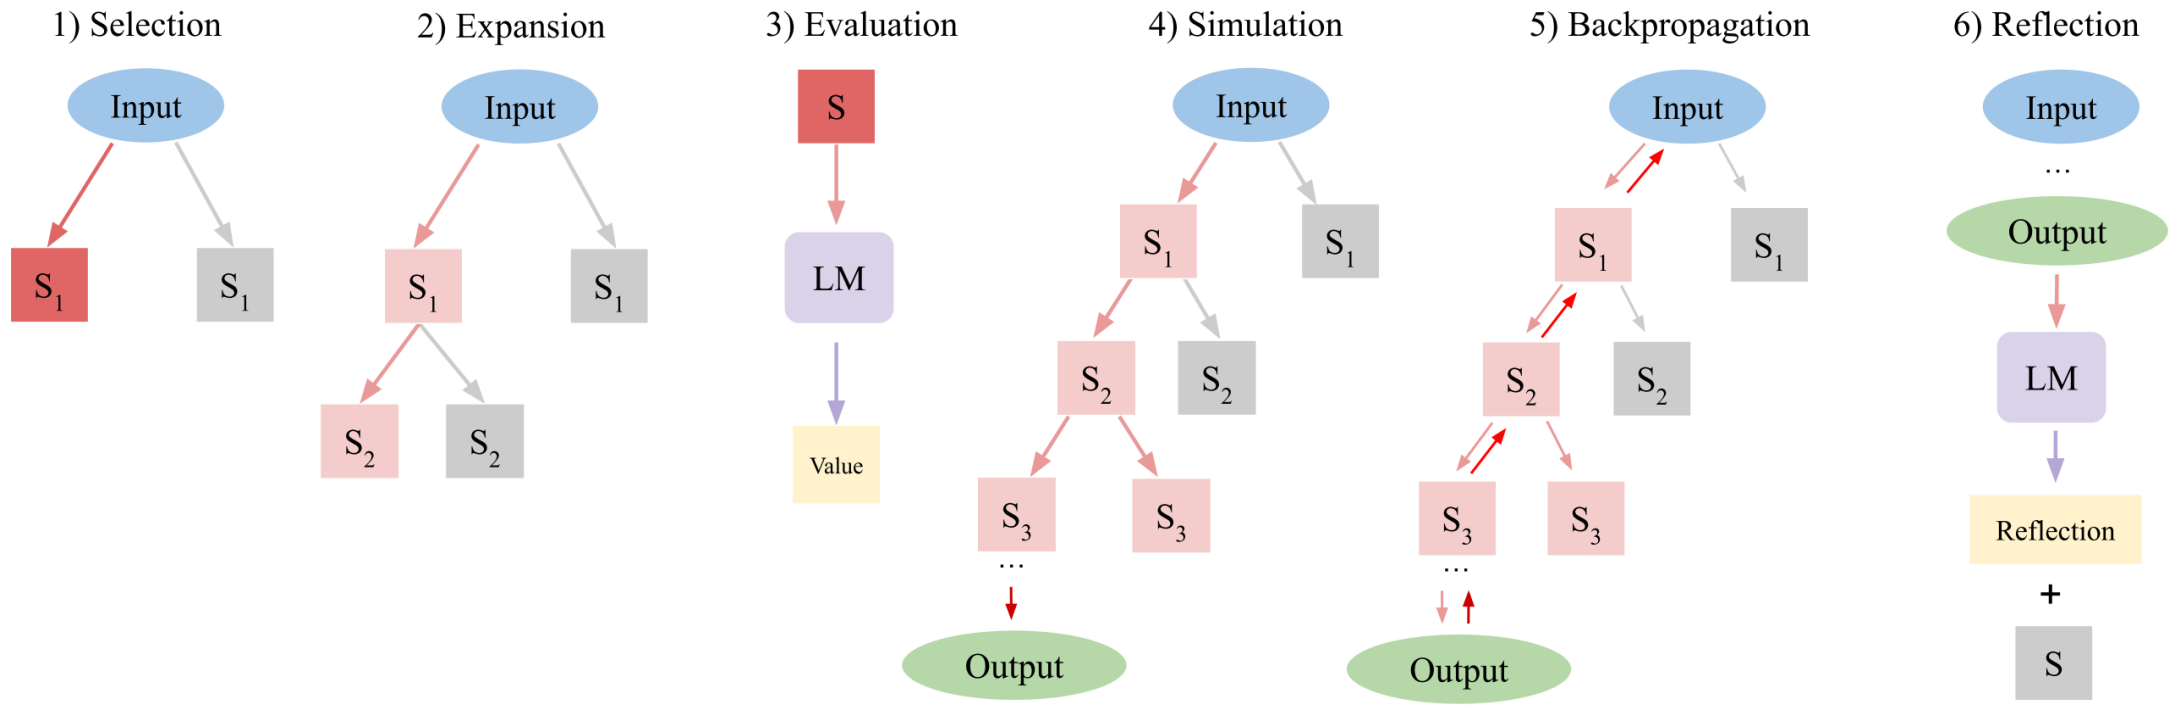 1) Selection
Input
S1
S1
2) Expansion
Input
S1
S1
S2
S2
3) Evaluation
S
LM
Value
4) Simulation
Input
S1
S1
S2
S2
S3
S3
...
Output
5) Backpropagation
Input
S1
S1
S2
S2
S3
S3
...
Output
6) Reflection
Input
...
Output
LM
Reflection
+
S